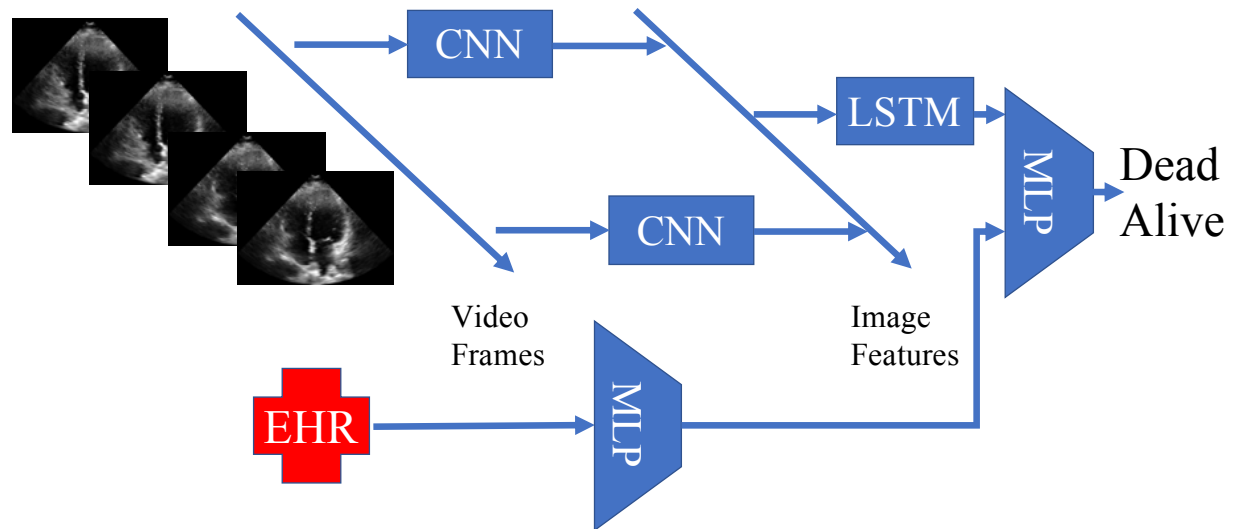 CNN
LSTM
MLP
Dead
Alive
CNN
Video
Frames
Image
Features
EHR
MLP